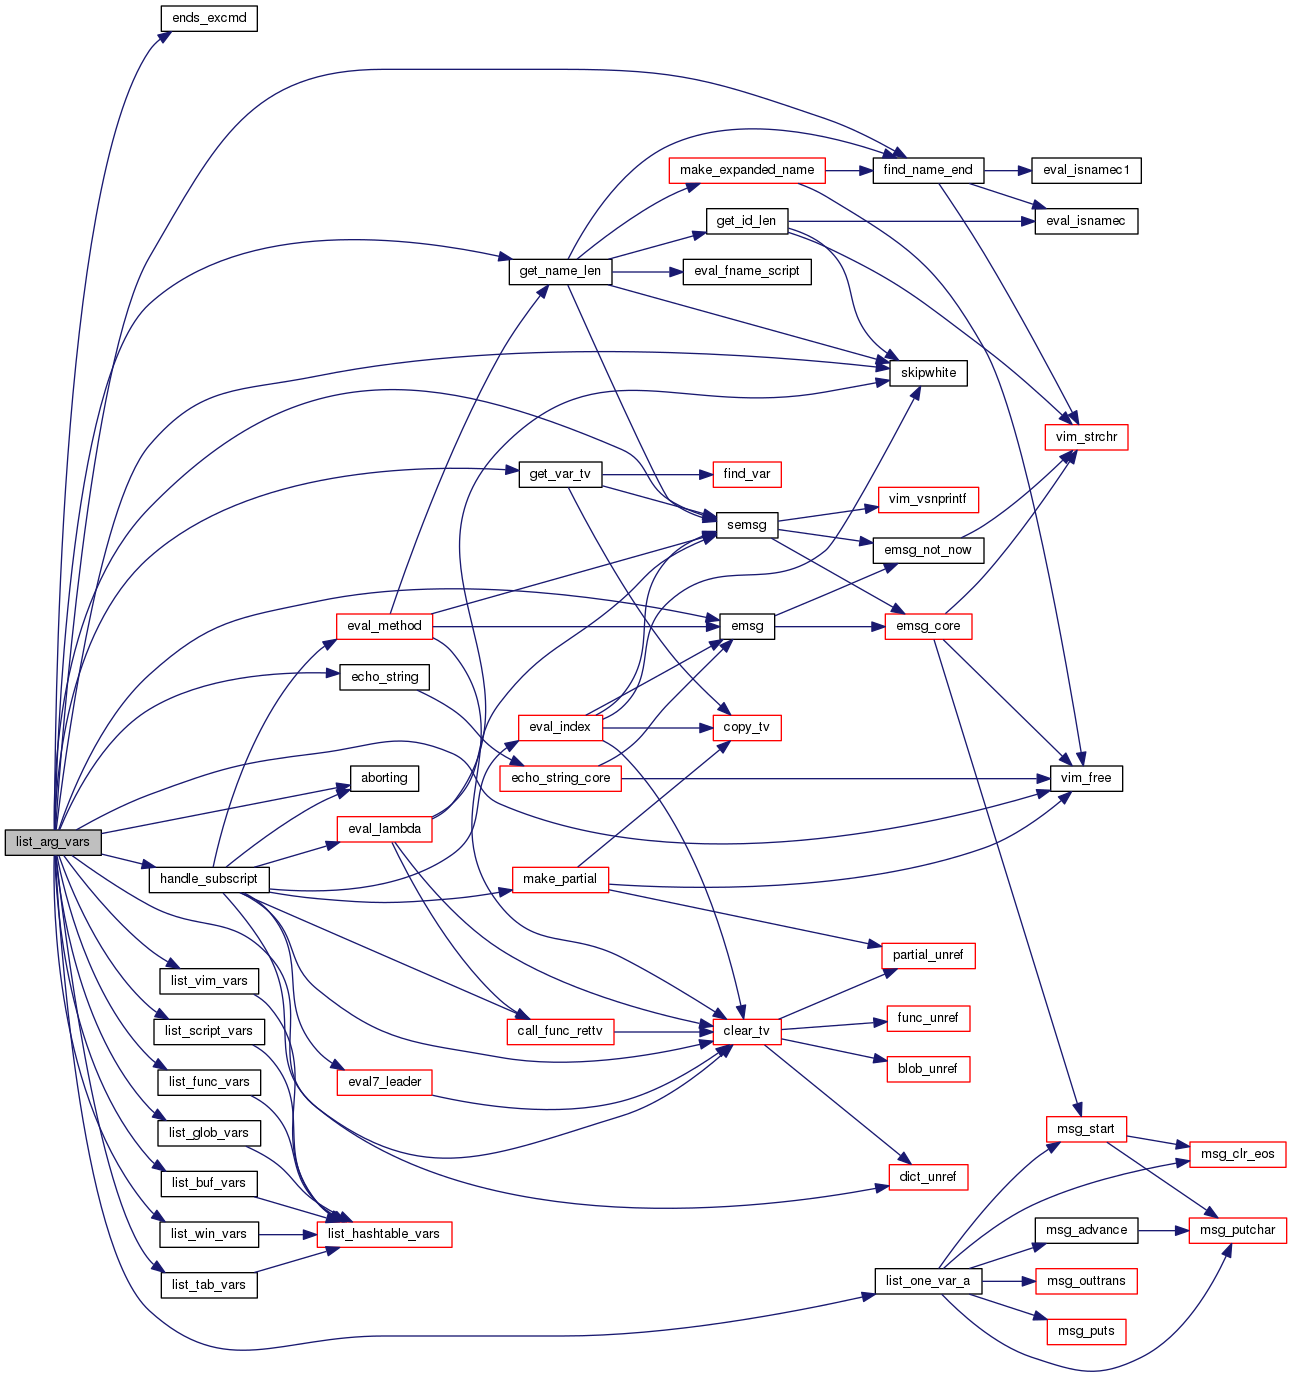 ends_excmd
make_expanded_name
find_name_end
eval_isnamec1
get_id_len
eval_isnamec
get_name_len
eval_fname_script
skipwhite
vim_strchr
get_var_tv
find_var
vim_vsnprintf
semsg
emsg_not_now
eval_method
emsg
emsg_core
echo_string
eval_index
copy_tv
aborting
echo_string_core
vim_free
eval_lambda
list_arg_vars
handle_subscript
make_partial
partial_unref
list_vim_vars
list_script_vars
call_func_rettv
clear_tv
func_unref
blob_unref
list_func_vars
eval7_leader
list_glob_vars
msg_start
msg_clr_eos
list_buf_vars
dict_unref
list_win_vars
list_hashtable_vars
msg_advance
msg_putchar
list_tab_vars
list_one_var_a
msg_outtrans
msg_puts